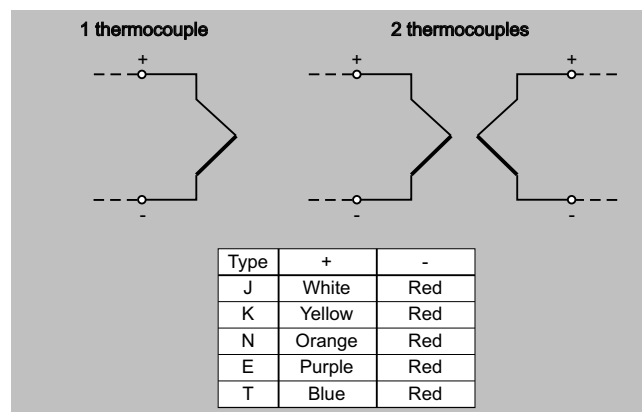 1 thermocouple 2 thermocouples
+ + +
- - -
Type + -
J White Red
K Yellow Red
N Orange Red
E Purple Red
T Blue Red